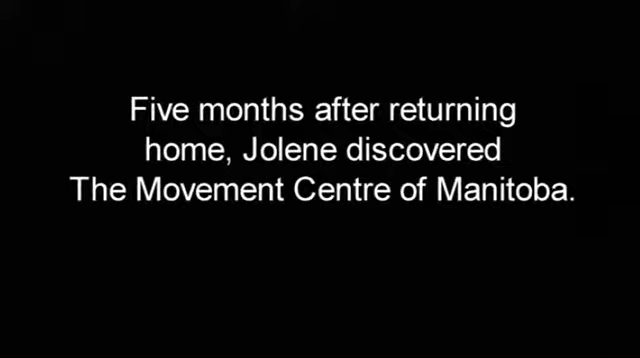 Five months after returning
home, Jolene discovered
The Movement Centre of Manitoba.